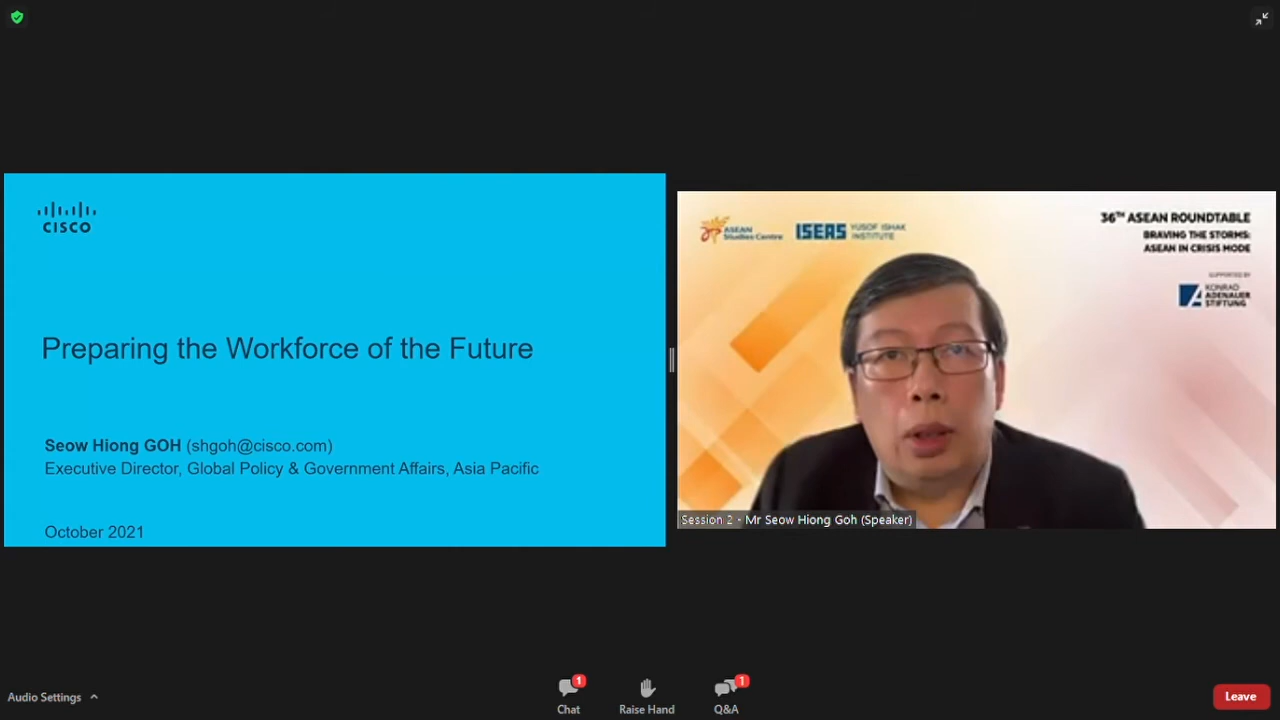 CISCO
Preparing the Workforce of the Future
Seow Hiong GOH (shgoh@cisco.com)
Executive Director, Global Policy & Government Affairs, Asia Pacific
October 2021
ASEAN
Studies Centre
ISEAS YUSOF ISHAK
INSTITUTE
36TH ASEAN ROUNDTABLE
BRAVING THE STORMS:
ASEAN IN CRISIS MODE
SUPPORTED BY
KONRAD
ADENAUER
STIFTUNG
Session 2 - Mr Seow Hiong Goh (Speaker)
Audio Settings
1
Chat
Raise Hand
1
Q&A
Leave